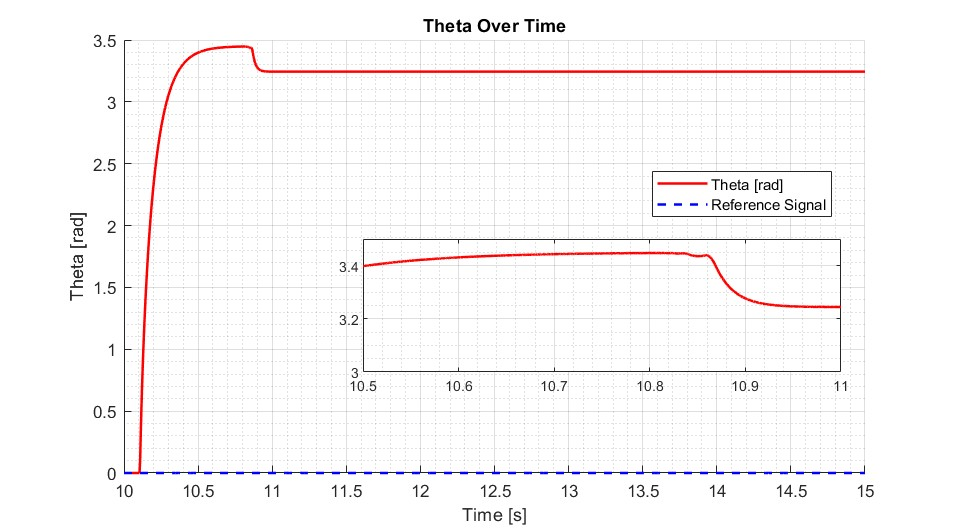 Theta Over Time
3.5
3
2.5
2
1.5
1
0.5
0
Theta [rad]
Theta [rad]
Reference Signal
3.4
3.2
3
10.5 10.6 10.7 10.8 10.9 11
10 10.5 11 11.5 12 12.5 13 13.5 14 14.5 15
Time [s]